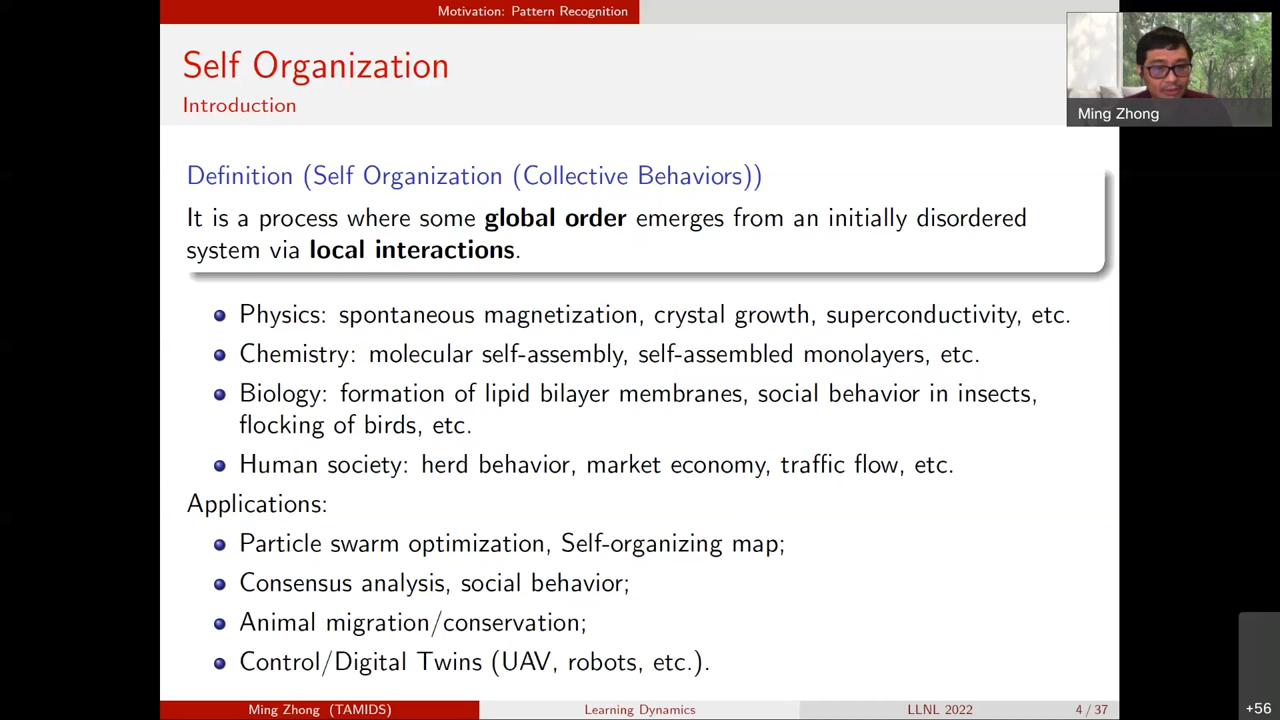 Motivation: Pattern Recognition
Self Organization
Introduction
Ming Zhong
Definition (Self Organization (Collective Behaviors))
It is a process where some global order emerges from an initially disordered
system via local interactions.
Physics: spontaneous magnetization, crystal growth, superconductivity, etc.
Chemistry: molecular self-assembly, self-assembled monolayers, etc.
Biology: formation of lipid bilayer membranes, social behavior in insects,
flocking of birds, etc.
Human society: herd behavior, market economy, traffic flow, etc.
Applications:
Particle swarm optimization, Self-organizing map;
Consensus analysis, social behavior;
Animal migration/conservation;
Control/Digital Twins (UAV, robots, etc.).
Ming Zhong (TAMIDS) Learning Dynamics LLNL 2022 4 / 37
+56